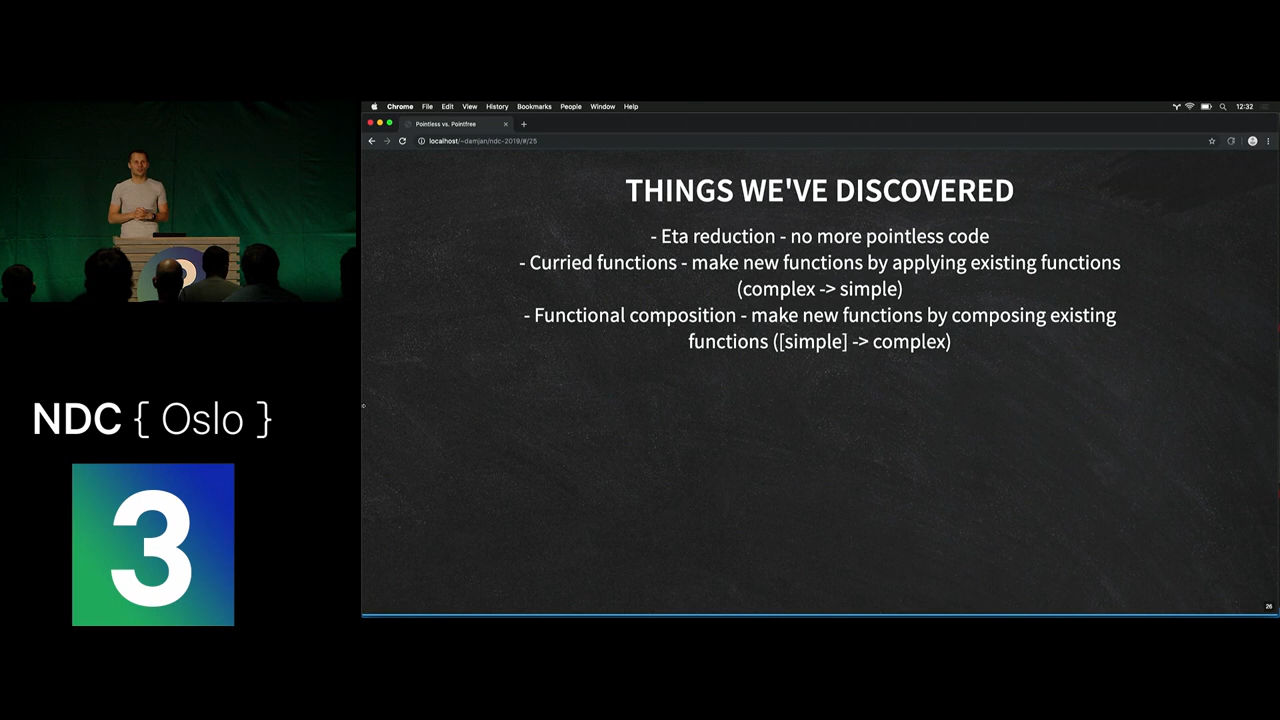 Chrome File Edit View History Bookmarks People Window Help 12:32
Pointless vs. Pointfree
localhost/~damjan/ndc-2019/#/25
THINGS WE'VE DISCOVERED
- Eta reduction - no more pointless code
- Curried functions - make new functions by applying existing functions
(complex -> simple)
- Functional composition - make new functions by composing existing
functions ([simple] -> complex)
NDC { Oslo }
3
26